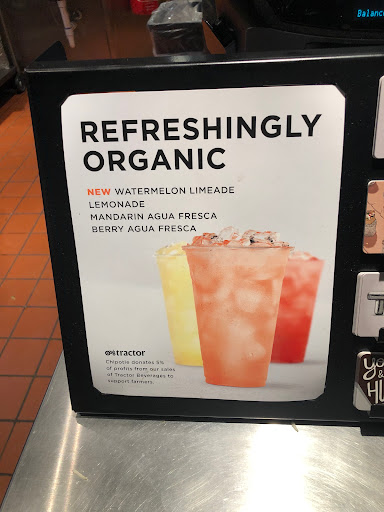 Balance
REFRESHINGLY
ORGANIC
NEW WATERMELON LIMEADE
LEMONADE
MANDARIN AGUA FRESCA
BERRY AGUA FRESCA
tractor
Chipotle donates 5%
of profits from our sales
of Tractor Beverages to
support farmers.